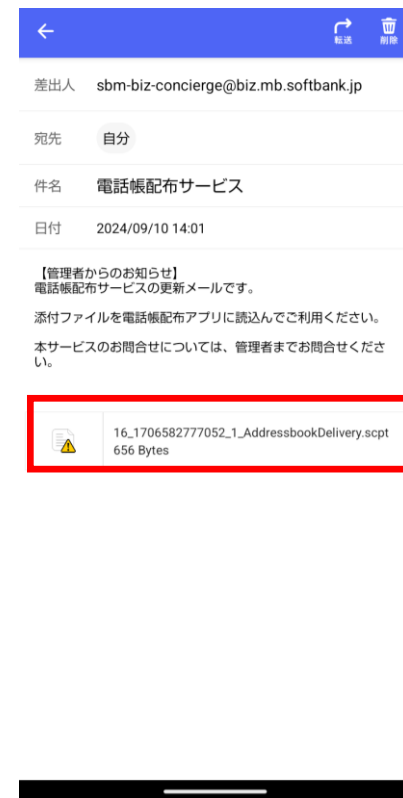 転送 削除
差出人 sbm-biz-concierge@biz.mb.softbank.jp
宛先 自分
件名 電話帳配布サービス
日付 2024/09/10 14:01
【管理者からのお知らせ】
電話帳配布サービスの更新メールです。
添付ファイルを電話帳配布アプリに読込んでご利用ください。
本サービスのお問合せについては、管理者までお問合せくださ
い。
16_1706582777052_1_AddressbookDelivery.scpt
656 Bytes